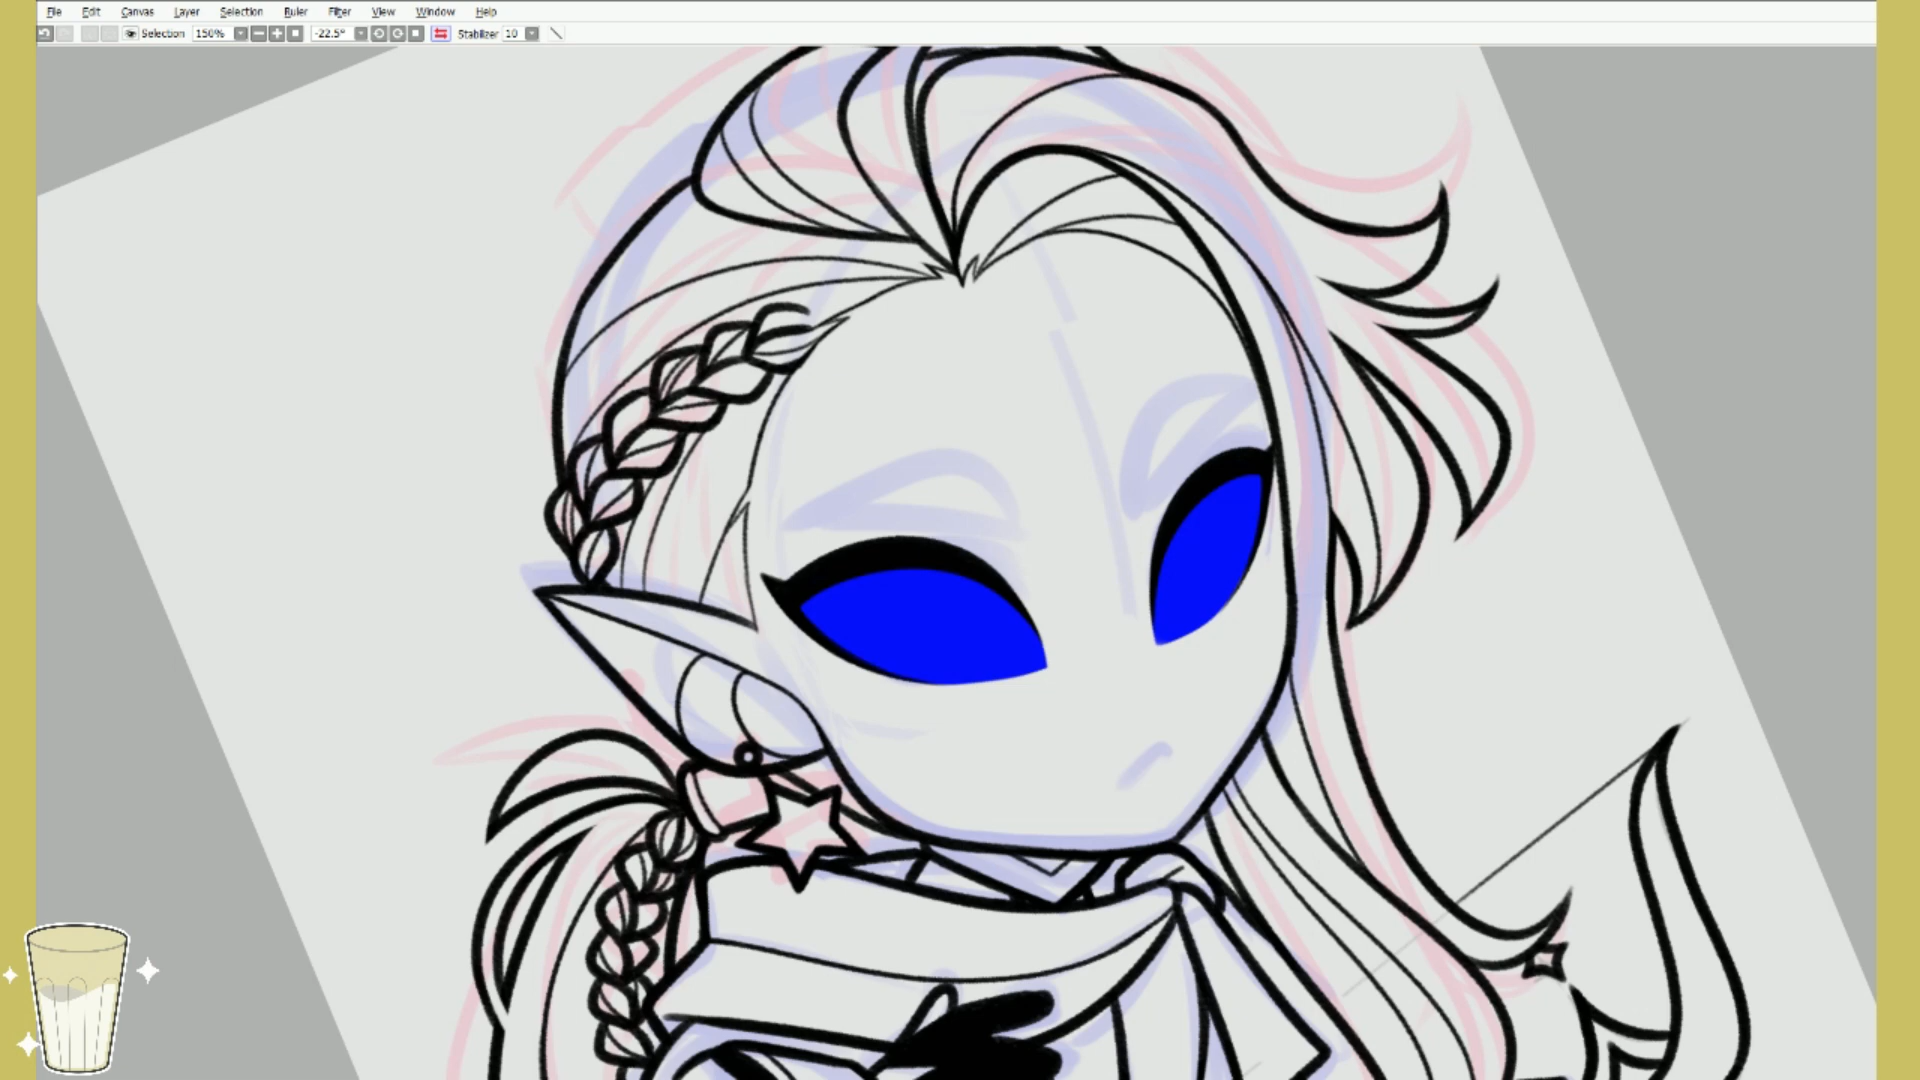 File Edit Canvas Layer Selection Ruler Filter View Window Help
Selection 150% -22.5° Stabilizer 10